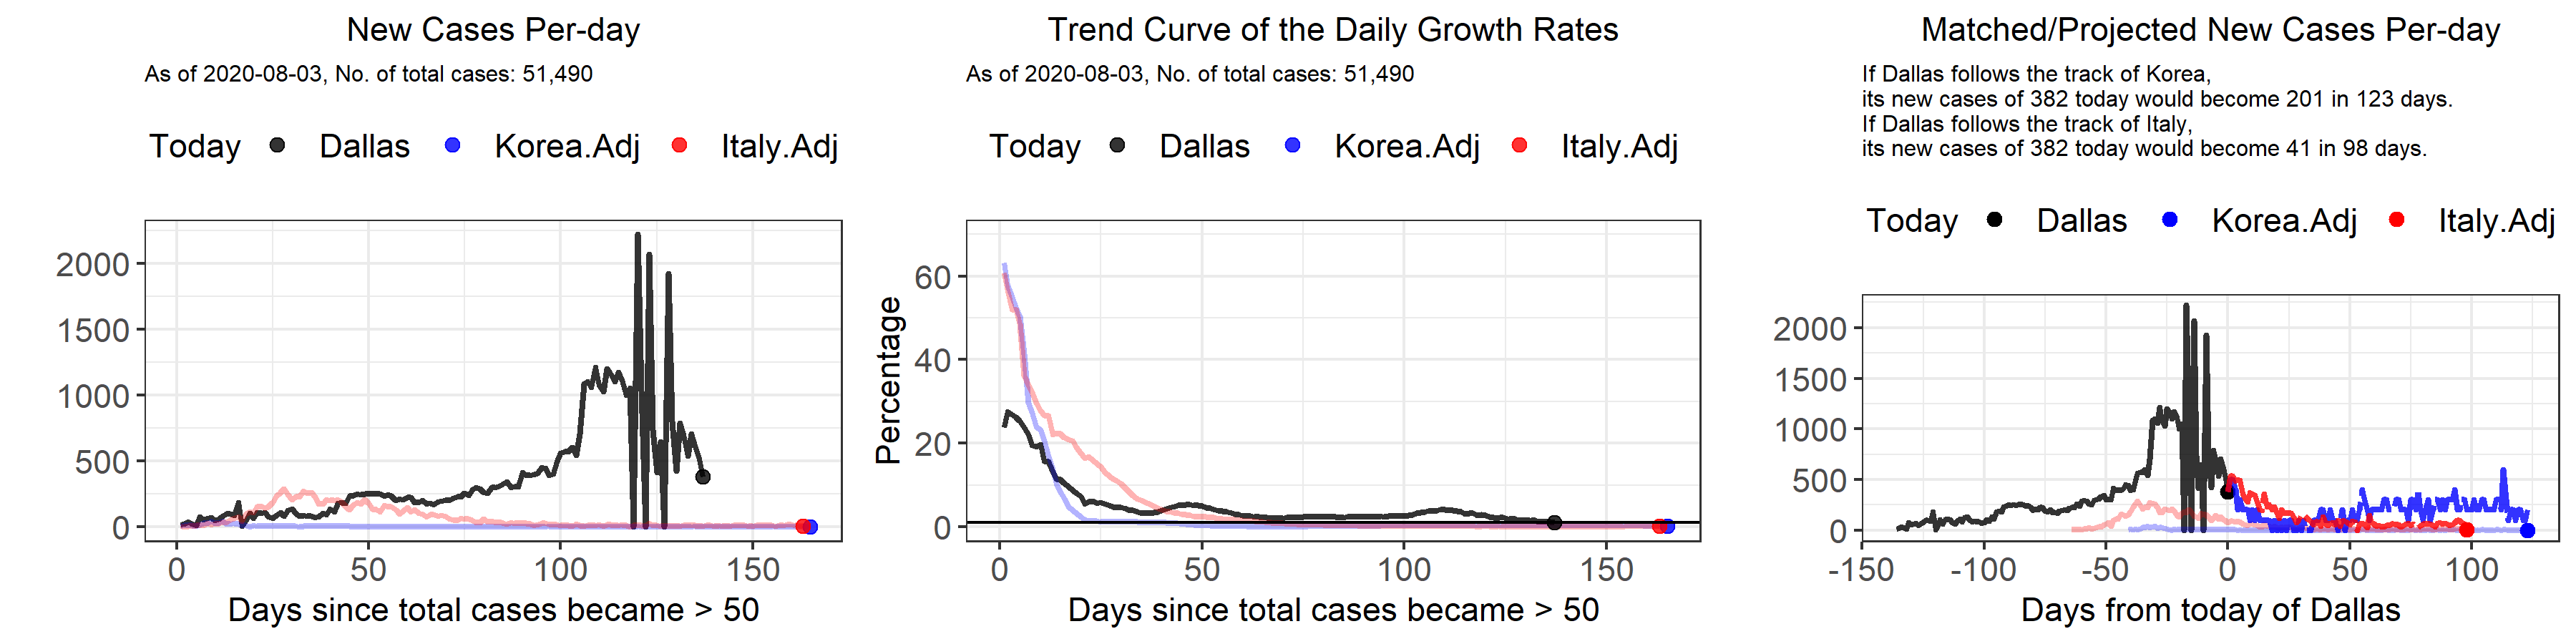 New Cases Per-day
As of 2020-08-03, No. of total cases: 51,490
Today Dallas Korea.Adj Italy.Adj
2000
1500
1000
500
0
0 50 100 150
Days since total cases became > 50
Trend Curve of the Daily Growth Rates
As of 2020-08-03, No. of total cases: 51,490
Today Dallas Korea.Adj Italy.Adj
Percentage
60
40
20
0
0 50 100 150
Days since total cases became > 50
Matched/Projected New Cases Per-day
If Dallas follows the track of Korea,
its new cases of 382 today would become 201 in 123 days.
If Dallas follows the track of Italy,
its new cases of 382 today would become 41 in 98 days.
Today Dallas Korea.Adj Italy.Adj
2000
1500
1000
500
0
-150 -100 -50 0 50 100
Days from today of Dallas